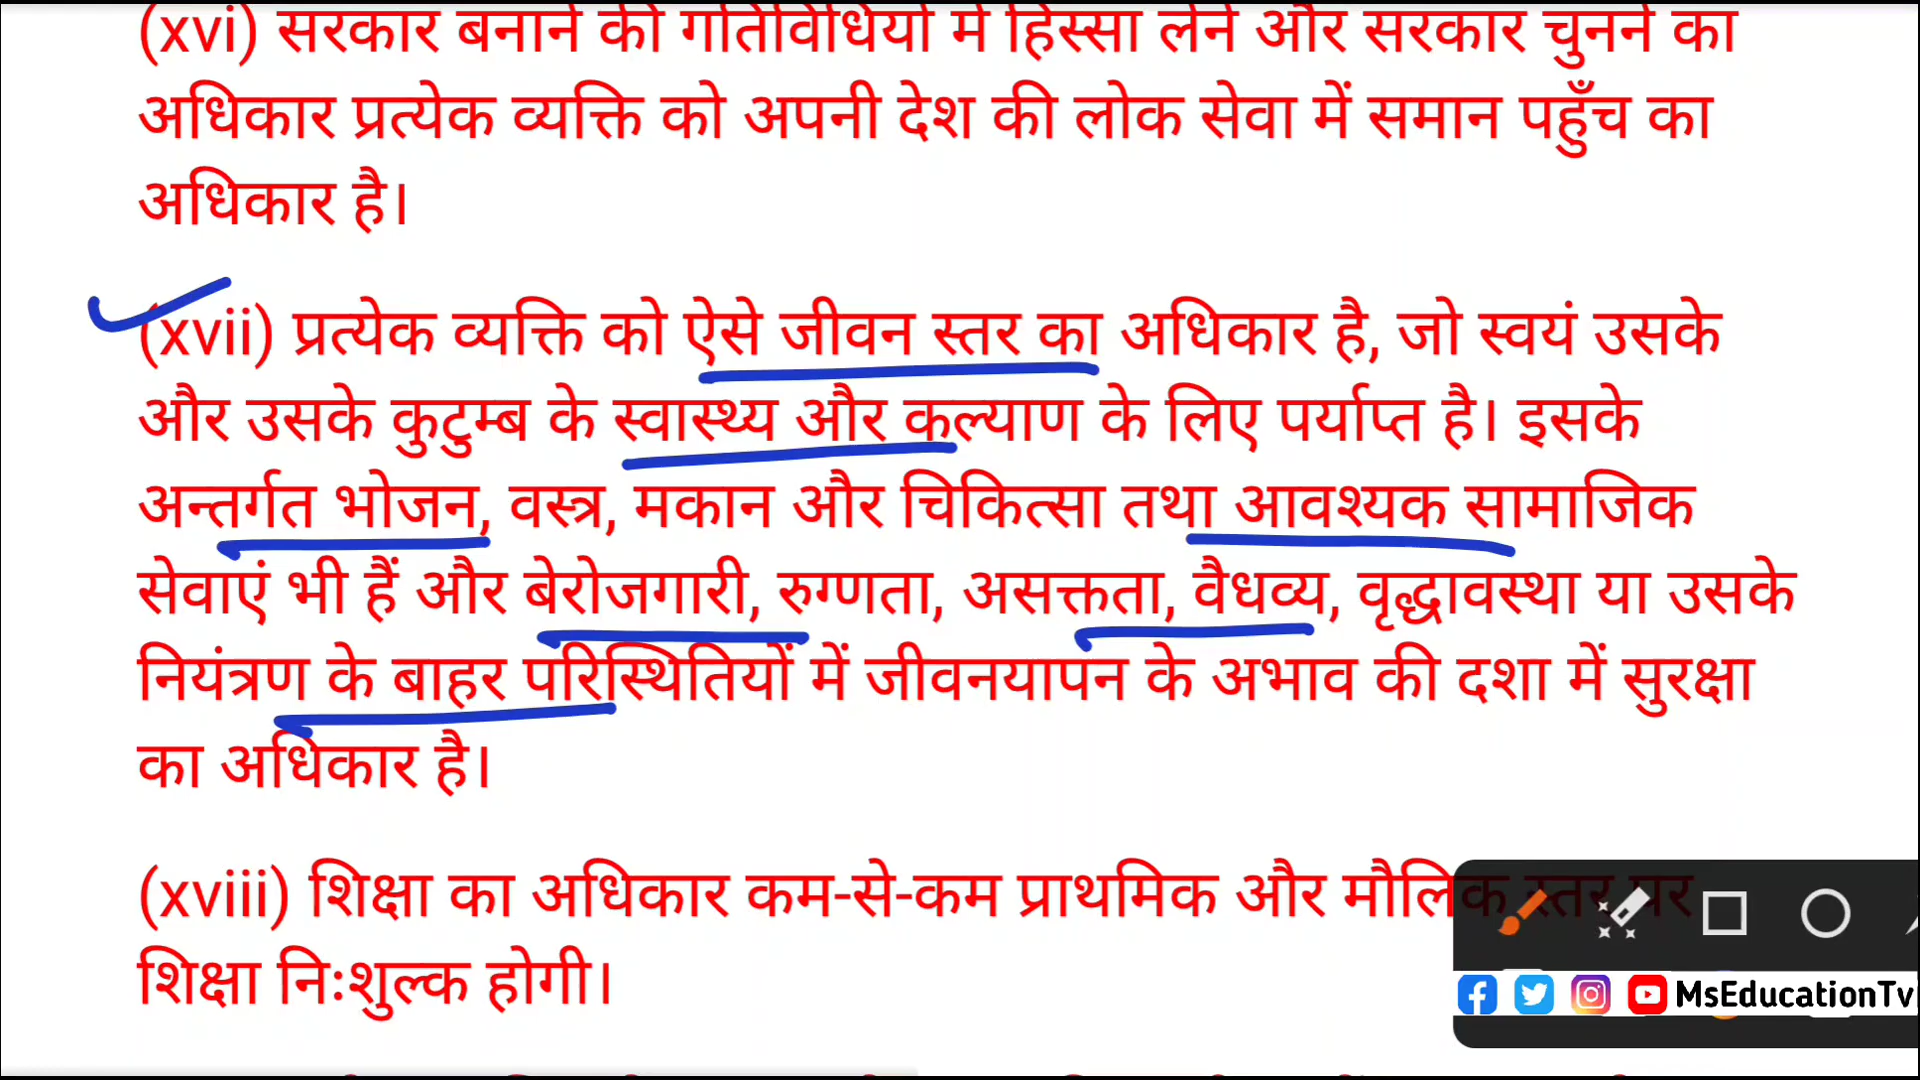 (xvi) सरकार बनाने की गतिविधियों में हिस्सा लेने और सरकार चुनने का
अधिकार प्रत्येक व्यक्ति को अपनी देश की लोक सेवा में समान पहुँच का
अधिकार है।
(xvii) प्रत्येक व्यक्ति को ऐसे जीवन स्तर का अधिकार है, जो स्वयं उसके
और उसके कुटुम्ब के स्वास्थ्य और कल्याण के लिए पर्याप्त है। इसके
अन्तर्गत भोजन, वस्त्र, मकान और चिकित्सा तथा आवश्यक सामाजिक
सेवाएं भी हैं और बेरोजगारी, रुग्णता, असक्तता, वैधव्य, वृद्धावस्था या उसके
नियंत्रण के बाहर परिस्थितियों में जीवनयापन के अभाव की दशा में सुरक्षा
का अधिकार है।
(xviii) शिक्षा का अधिकार कम-से-कम प्राथमिक और मौलिक स्तर पर
शिक्षा निःशुल्क होगी।
MsEducationTv